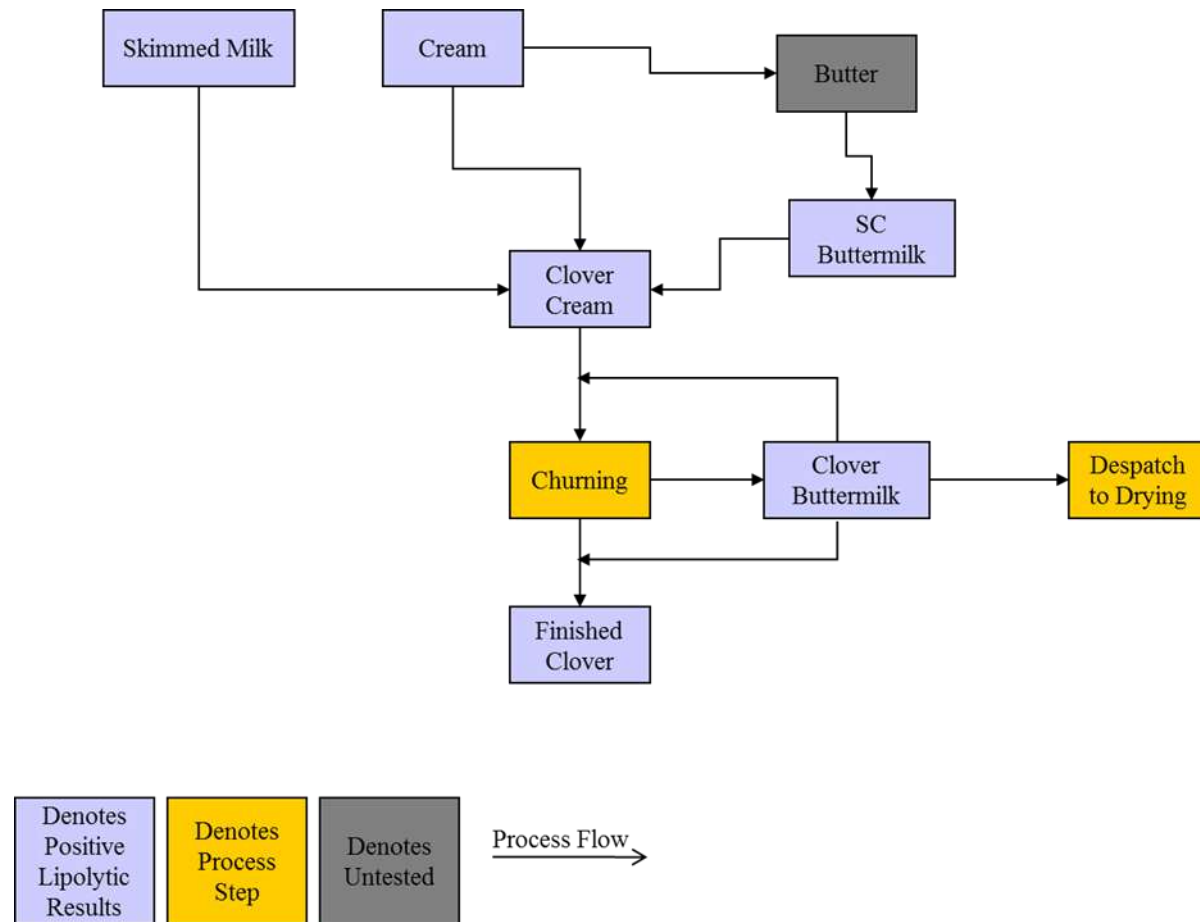 Skimmed Milk
Cream
Butter
SC
Buttermilk
Clover
Cream
Churning
Clover
Buttermilk
Despatch
to Drying
Finished
Clover
Denotes
Positive
Lipolytic
Results
Denotes
Process
Step
Denotes
Untested
Process Flow